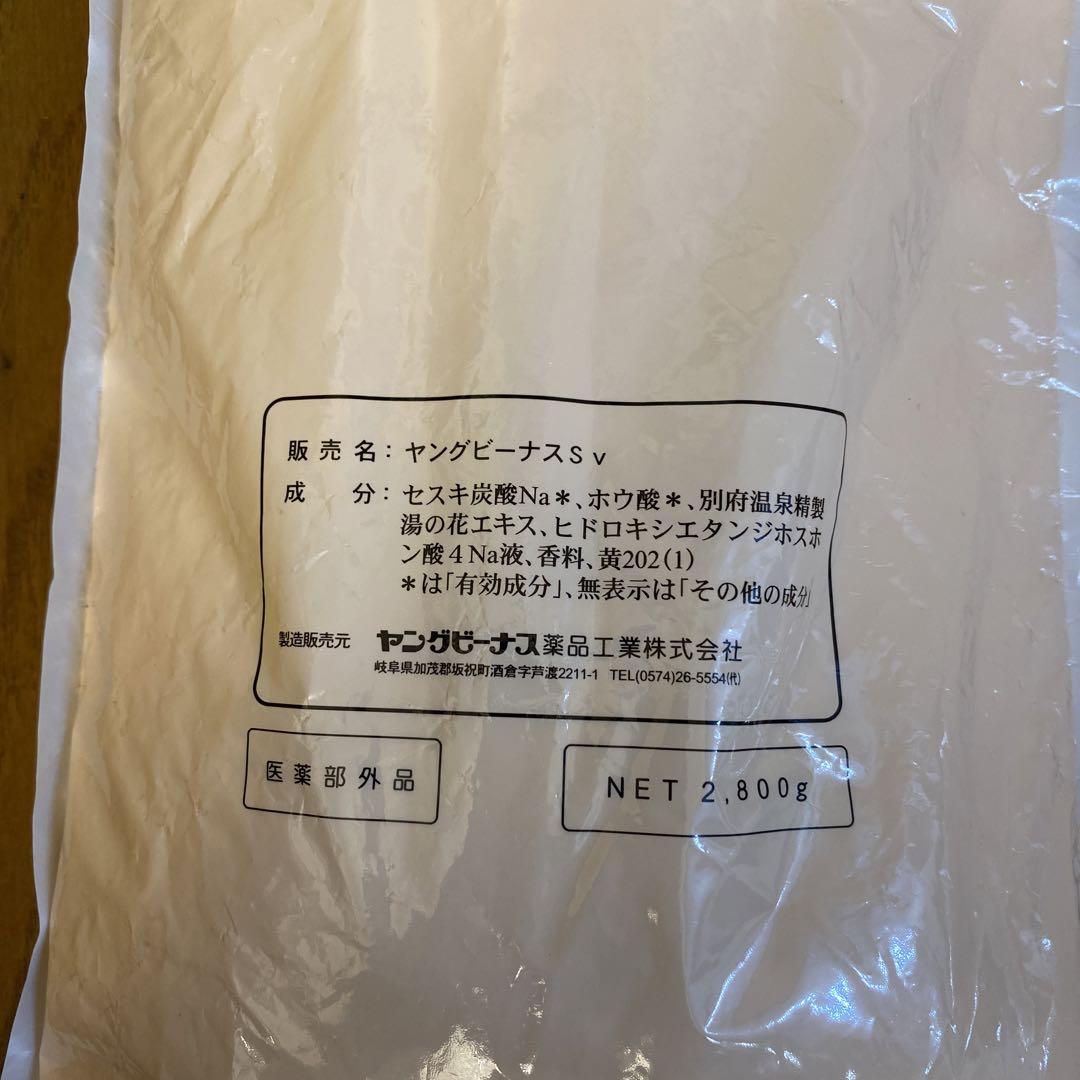 販売名：ヤングビーナスSv
成分：セスキ炭酸Na＊、ホウ酸＊、別府温泉精製
湯の花エキス、ヒドロキシエタンジホスホ
ン酸4Na液、香料、黄202(1)
＊は「有効成分」、無表示は「その他の成分」
製造販売元 ヤングビーナス薬品工業株式会社
岐阜県加茂郡坂祝町酒倉字芦渡2211-1 TEL(0574)26-5554(代)
医薬部外品
NET 2,800g